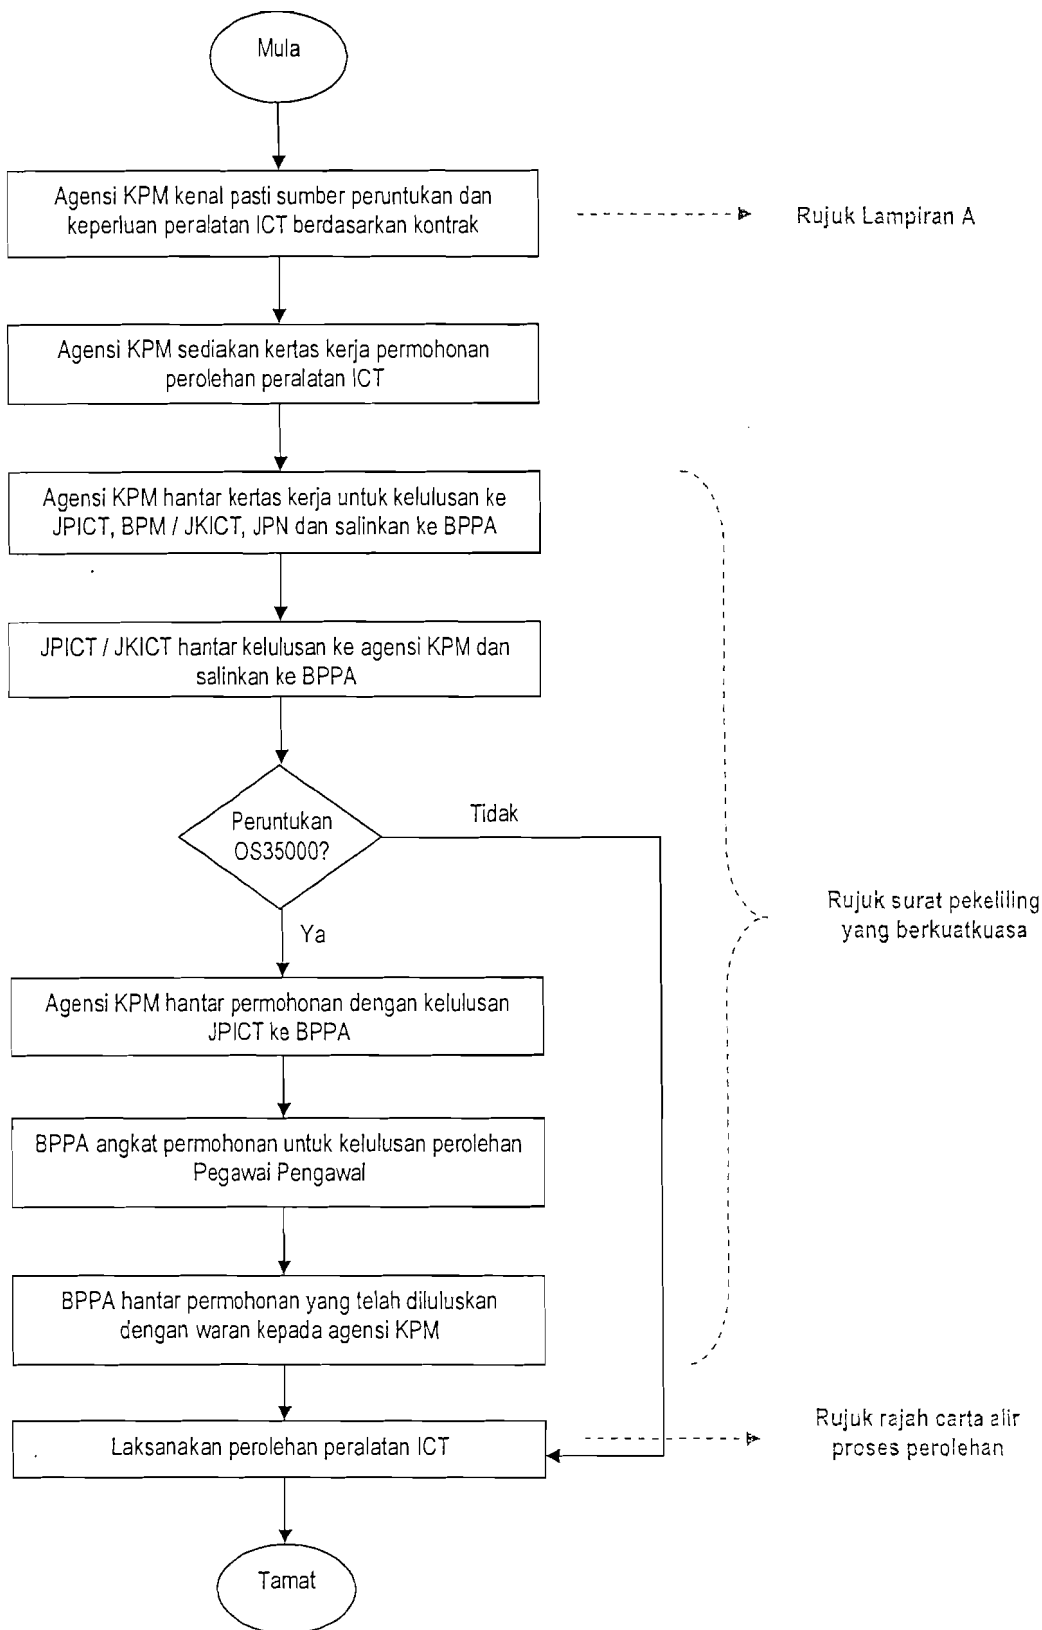 Mula
Agensi KPM kenal pasti sumber peruntukan dan
keperluan peralatan ICT berdasarkan kontrak
Rujuk Lampiran A
Agensi KPM sediakan kertas kerja permohonan
perolehan peralatan ICT
Agensi KPM hantar kertas kerja untuk kelulusan ke
JPICT, BPM / JKICT, JPN dan salinkan ke BPPA
JPICT / JKICT hantar kelulusan ke agensi KPM dan
salinkan ke BPPA
Peruntukan
OS35000?
Tidak
Ya
Rujuk surat pekeliling
yang berkuatkuasa
Agensi KPM hantar permohonan dengan kelulusan
JPICT ke BPPA
BPPA angkat permohonan untuk kelulusan perolehan
Pegawai Pengawal
BPPA hantar permohonan yang telah diluluskan
dengan waran kepada agensi KPM
Laksanakan perolehan peralatan ICT
Rujuk rajah carta alir
proses perolehan
Tamat